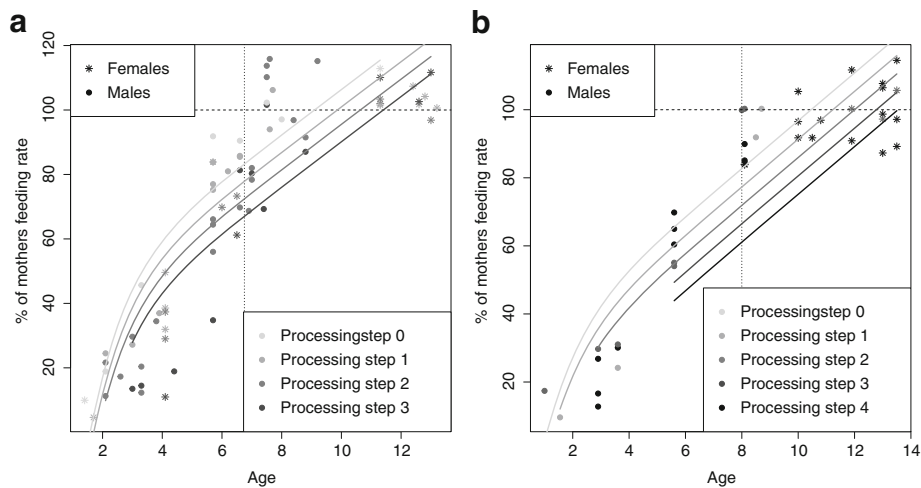 a
b
Females
Males
Females
Males
% of mothers feeding rate
120
100
80
60
40
20
% of mothers feeding rate
120
100
80
60
40
20
Processingstep 0
Processing step 1
Processing step 2
Processing step 3
Processing step 0
Processing step 1
Processing step 2
Processing step 3
Processing step 4
2 4 6 8 10 12
Age
2 4 6 8 10 12 14
Age